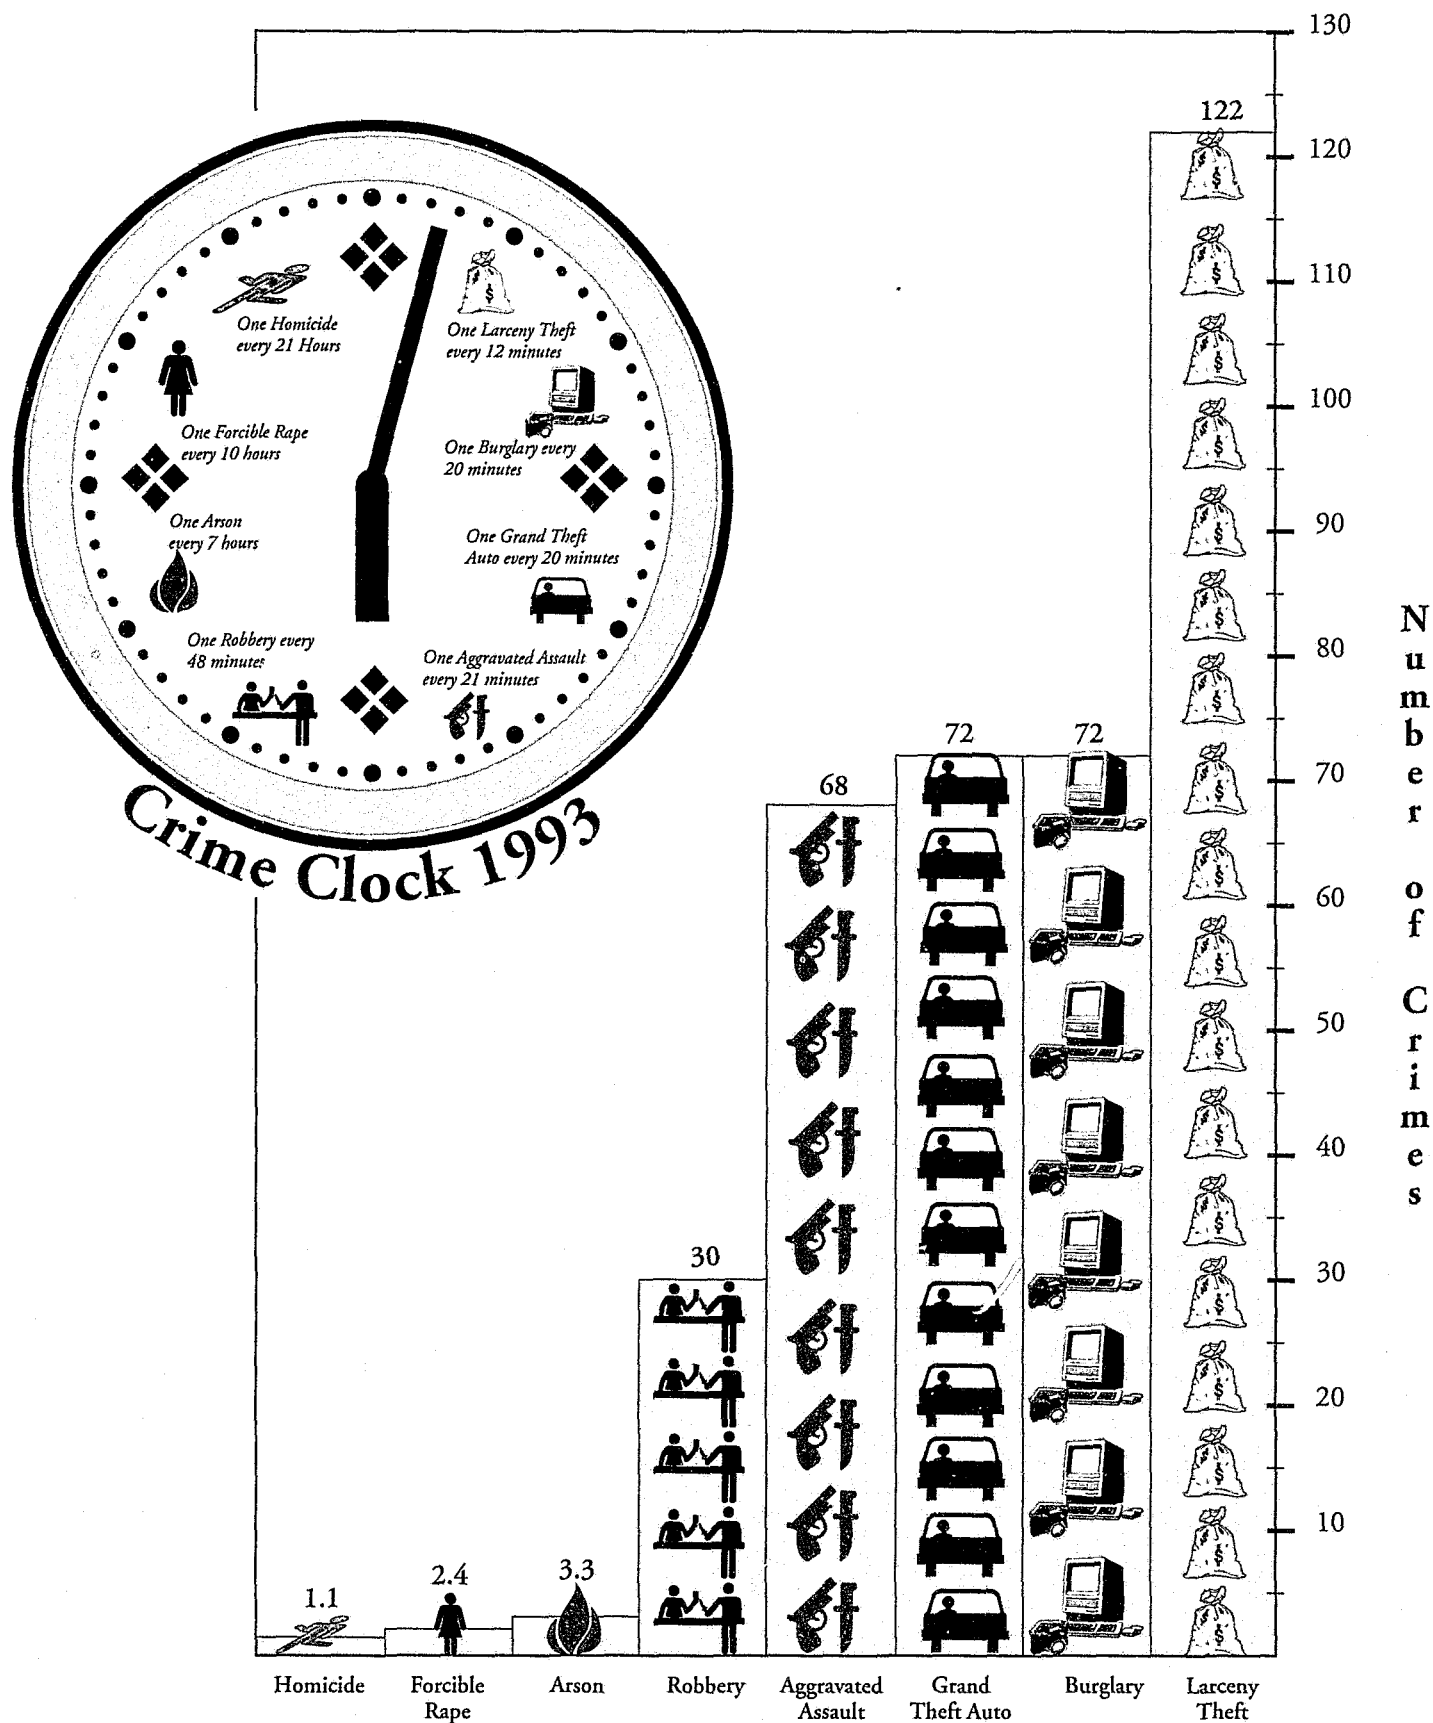 130
122
120
110
100
90
80
70
60
50
40
30
20
10
Number of Crimes
One Homicide
every 21 Hours
One Larceny Theft
every 12 minutes
One Forcible Rape
every 10 hours
One Burglary every
20 minutes
One Arson
every 7 hours
One Grand Theft
Auto every 20 minutes
One Robbery every
48 minutes
One Aggravated Assault
every 21 minutes
Crime Clock 1993
72
72
68
30
3.3
2.4
1.1
Homicide
Forcible
Rape
Arson
Robbery
Aggravated
Assault
Grand
Theft Auto
Burglary
Larceny
Theft